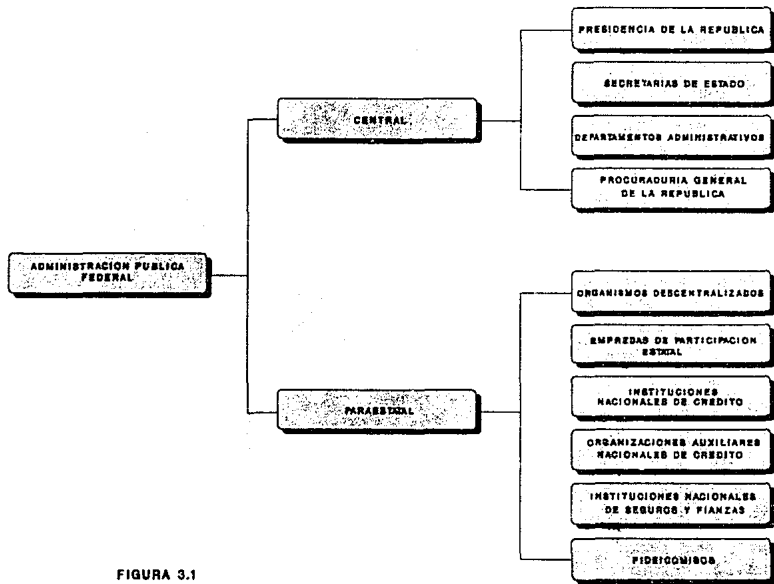 PRESIDENCIA DE LA REPUBLICA
SECRETARIAS DE ESTADO
CENTRAL
DEPARTAMENTOS ADMINISTRATIVOS
PROCURADURIA GENERAL
DE LA REPUBLICA
ADMINISTRACION PUBLICA
FEDERAL
ORGANISMOS DESCENTRALIZADOS
EMPRESAS DE PARTICIPACION
ESTATAL
INSTITUCIONES
NACIONALES DE CREDITO
PARAESTATAL
ORGANIZACIONES AUXILIARES
NACIONALES DE CREDITO
INSTITUCIONES NACIONALES
DE SEGUROS Y FIANZAS
FIDEICOMISOS
FIGURA 3.1